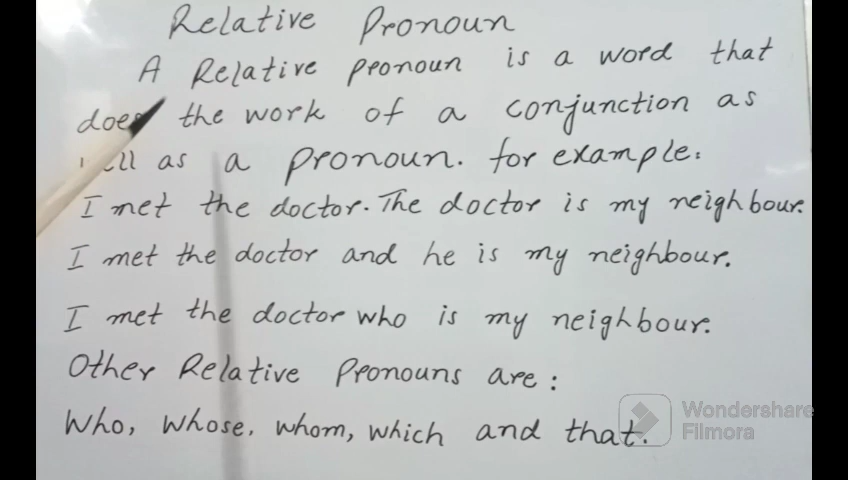 Relative Pronoun
A Relative pronoun is a word that
does the work of a conjunction as
well as a pronoun. for example:
I met the doctor. The doctor is my neighbour.
I met the doctor and he is my neighbour.
I met the doctor who is my neighbour.
Other Relative Pronouns are:
Who, Whose, whom, which and that.
Wondershare
Filmora